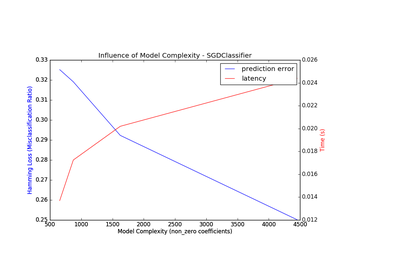 Influence of Model Complexity - SGDClassifier
prediction error
latency
0.33
0.32
0.31
0.30
0.29
0.28
0.27
0.26
0.25
Hamming Loss (Misclassification Ratio)
0.026
0.024
0.022
0.020
0.018
0.016
0.014
0.012
Time (s)
500 1000 1500 2000 2500 3000 3500 4000 4500
Model Complexity (non_zero coefficients)